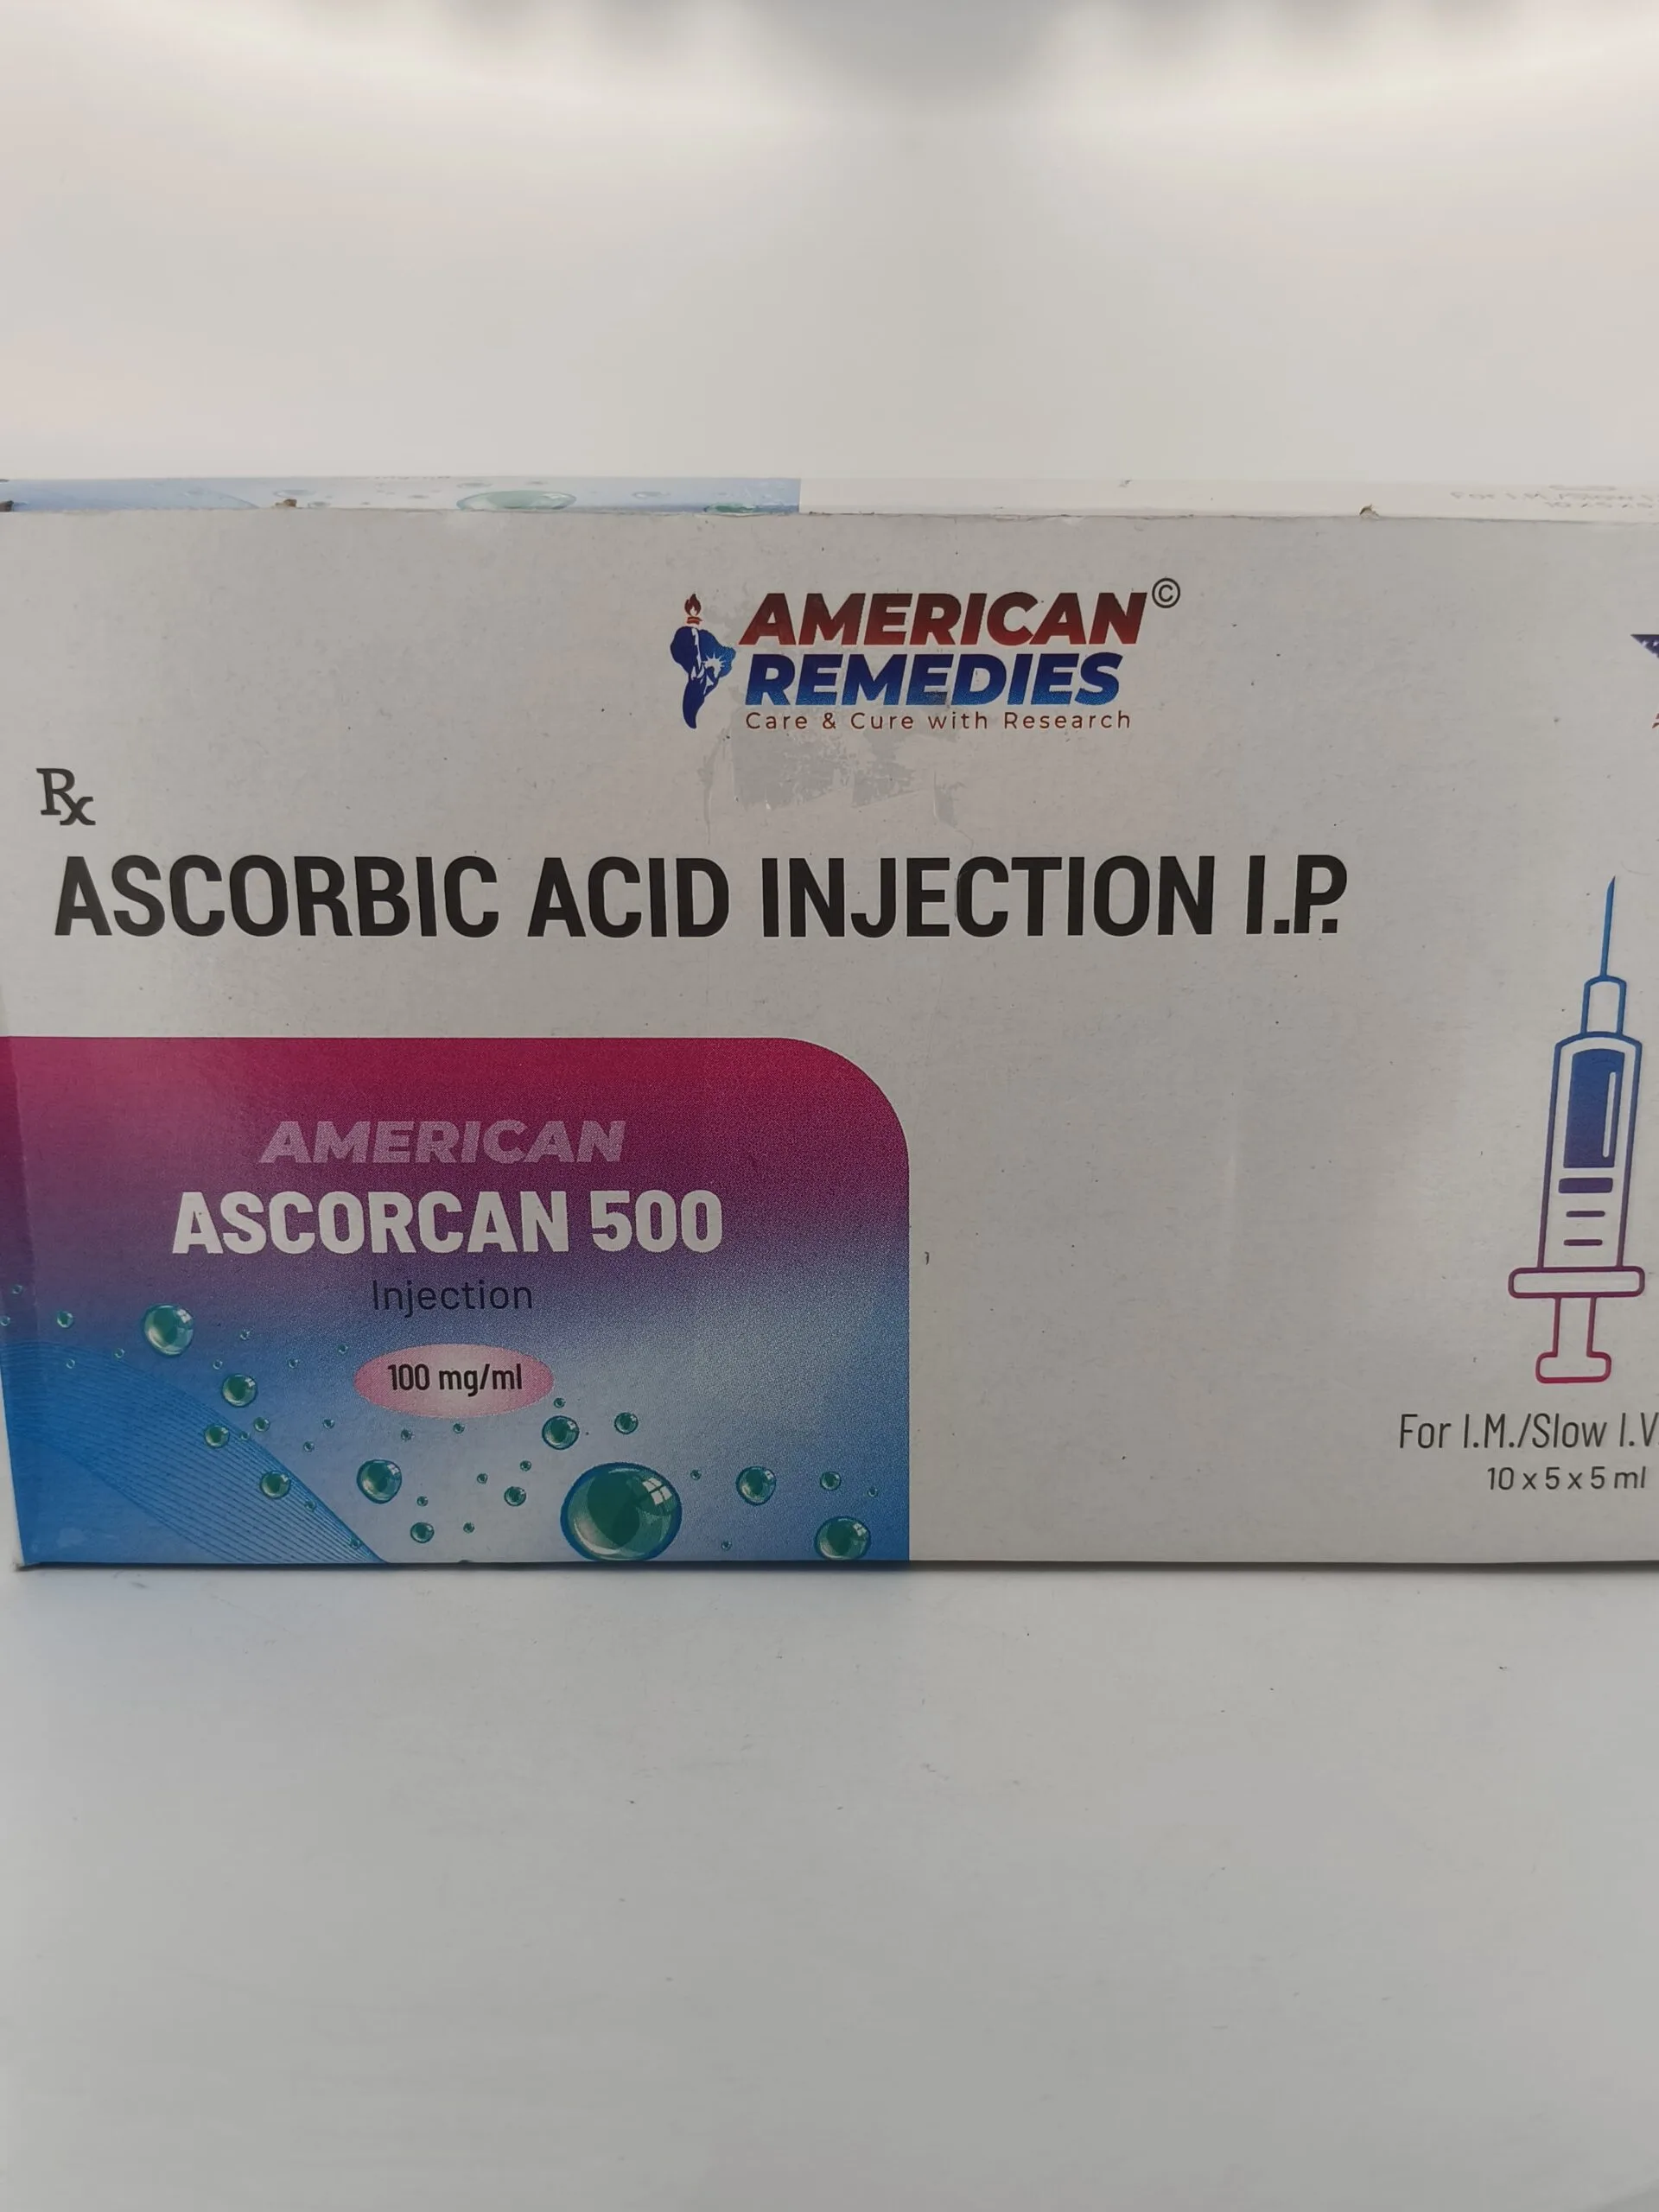 AMERICAN©
REMEDIES
Care & Cure with Research
Rx
ASCORBIC ACID INJECTION I.P.
AMERICAN
ASCORCAN 500
Injection
100 mg/ml
For I.M./Slow I.V
10 x 5 x 5 ml